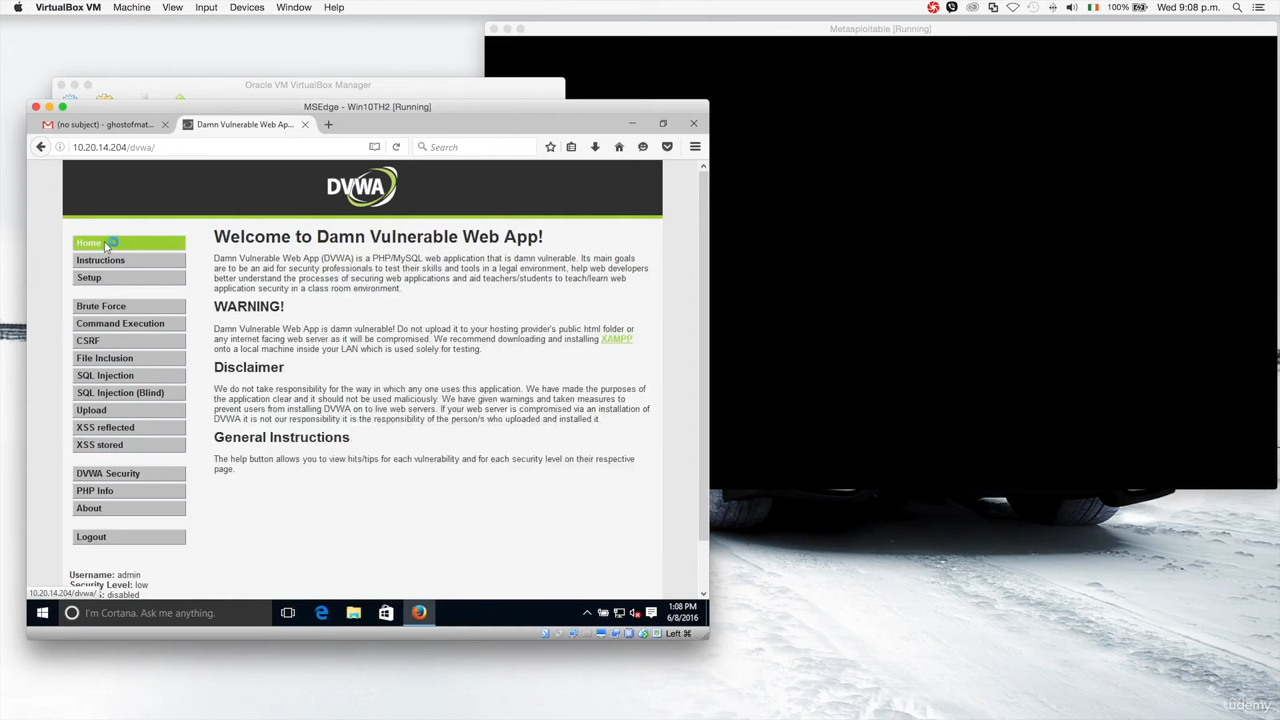 VirtualBox VM Machine View Input Devices Window Help 100% Wed 9:08 p.m.
Metasploitable [Running]
Oracle VM VirtualBox Manager
MSEdge - Win10TH2 [Running]
(no subject) - ghostofmat... Damn Vulnerable Web Ap...
10.20.14.204/dvwa/ Search
DVWA
Home
Instructions
Setup
Brute Force
Command Execution
CSRF
File Inclusion
SQL Injection
SQL Injection (Blind)
Upload
XSS reflected
XSS stored
DVWA Security
PHP Info
About
Logout
Welcome to Damn Vulnerable Web App!
Damn Vulnerable Web App (DVWA) is a PHP/MySQL web application that is damn vulnerable. Its main goals
are to be an aid for security professionals to test their skills and tools in a legal environment, help web developers
better understand the processes of securing web applications and aid teachers/students to teach/learn web
application security in a class room environment.
WARNING!
Damn Vulnerable Web App is damn vulnerable! Do not upload it to your hosting provider's public html folder or
any internet facing web server as it will be compromised. We recommend downloading and installing XAMPP
onto a local machine inside your LAN which is used solely for testing.
Disclaimer
We do not take responsibility for the way in which any one uses this application. We have made the purposes of
the application clear and it should not be used maliciously. We have given warnings and taken measures to
prevent users from installing DVWA on to live web servers. If your web server is compromised via an installation of
DVWA it is not our responsibility it is the responsibility of the person/s who uploaded and installed it.
General Instructions
The help button allows you to view hits/tips for each vulnerability and for each security level on their respective
page.
Username: admin
Security Level: low
: disabled
10.20.14.204/dvwa/
I'm Cortana. Ask me anything.
1:08 PM
6/8/2016
Left ⌘
udemy